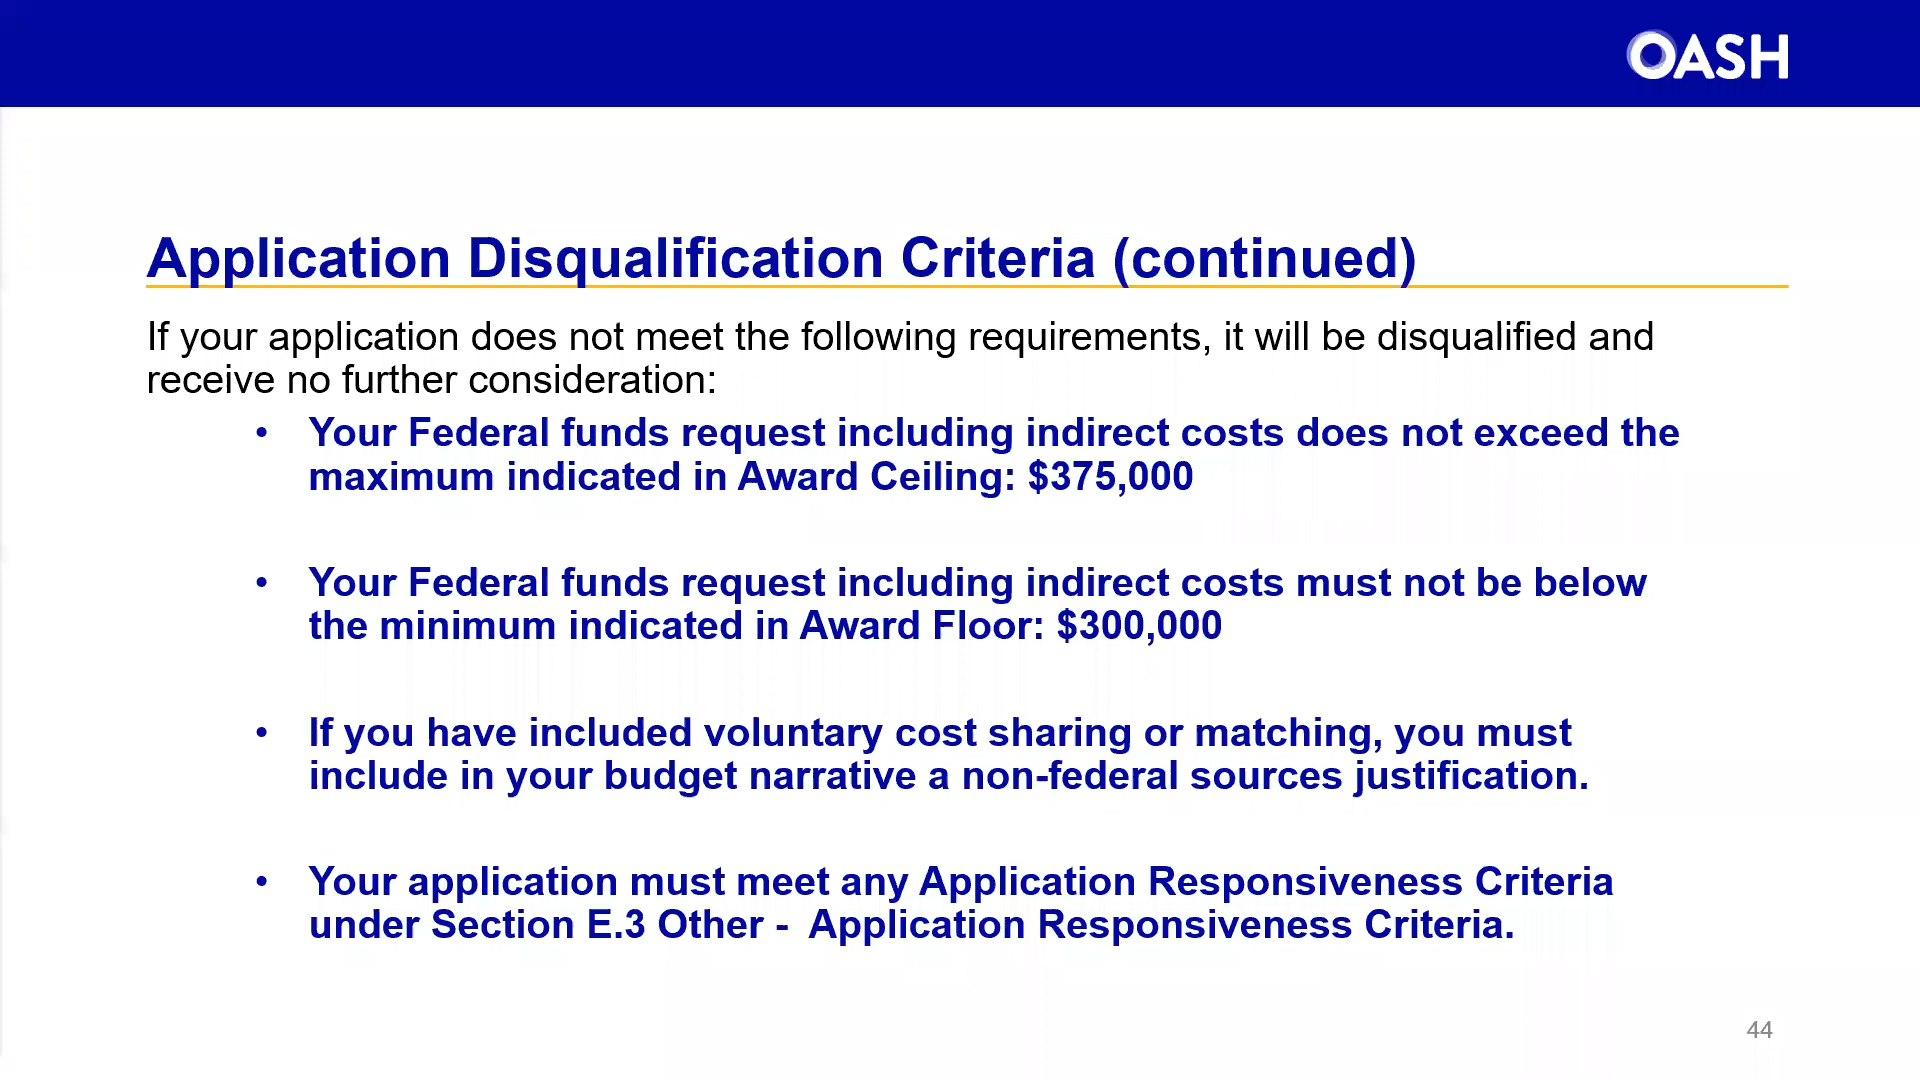 OASH
Application Disqualification Criteria (continued)
If your application does not meet the following requirements, it will be disqualified and
receive no further consideration:
• Your Federal funds request including indirect costs does not exceed the
maximum indicated in Award Ceiling: $375,000
• Your Federal funds request including indirect costs must not be below
the minimum indicated in Award Floor: $300,000
• If you have included voluntary cost sharing or matching, you must
include in your budget narrative a non-federal sources justification.
• Your application must meet any Application Responsiveness Criteria
under Section E.3 Other -  Application Responsiveness Criteria.
44